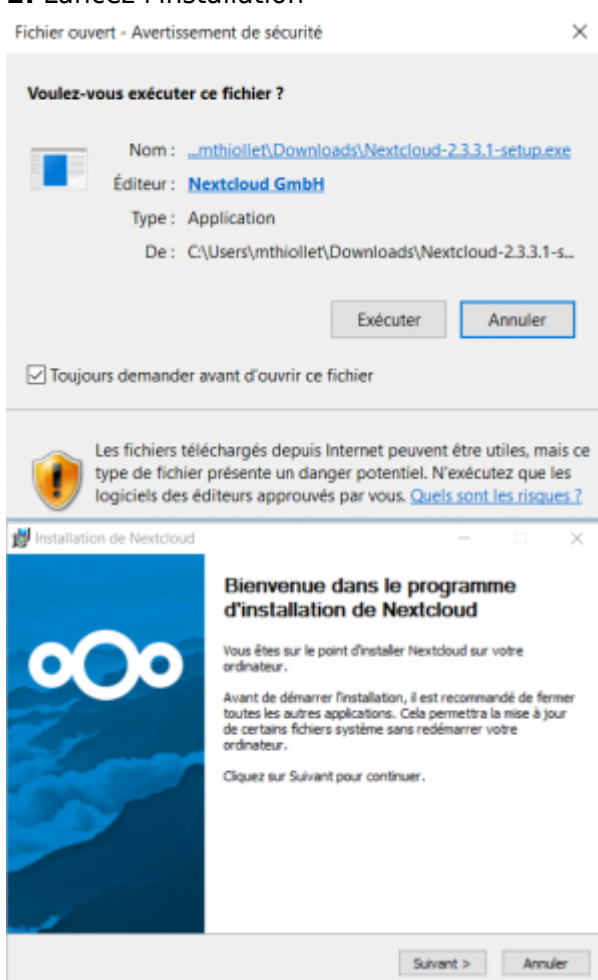 2. Lancez l'installation
Fichier ouvert - Avertissement de sécurité
Voulez-vous exécuter ce fichier ?
Nom : ...mthiollet\Downloads\Nextcloud-2.3.3.1-setup.exe
Éditeur : Nextcloud GmbH
Type : Application
De : C:\Users\mthiollet\Downloads\Nextcloud-2.3.3.1-s...
Exécuter Annuler
Toujours demander avant d'ouvrir ce fichier
Les fichiers téléchargés depuis Internet peuvent être utiles, mais ce
type de fichier présente un danger potentiel. N'exécutez que les
logiciels des éditeurs approuvés par vous. Quels sont les risques ?
Installation de Nextcloud
Bienvenue dans le programme
d'installation de Nextcloud
Vous êtes sur le point d'installer Nextcloud sur votre
ordinateur.
Avant de démarrer l'installation, il est recommandé de fermer
toutes les autres applications. Cela permettra la mise à jour
de certains fichiers système sans redémarrer votre
ordinateur.
Cliquez sur Suivant pour continuer.
Suivant > Annuler